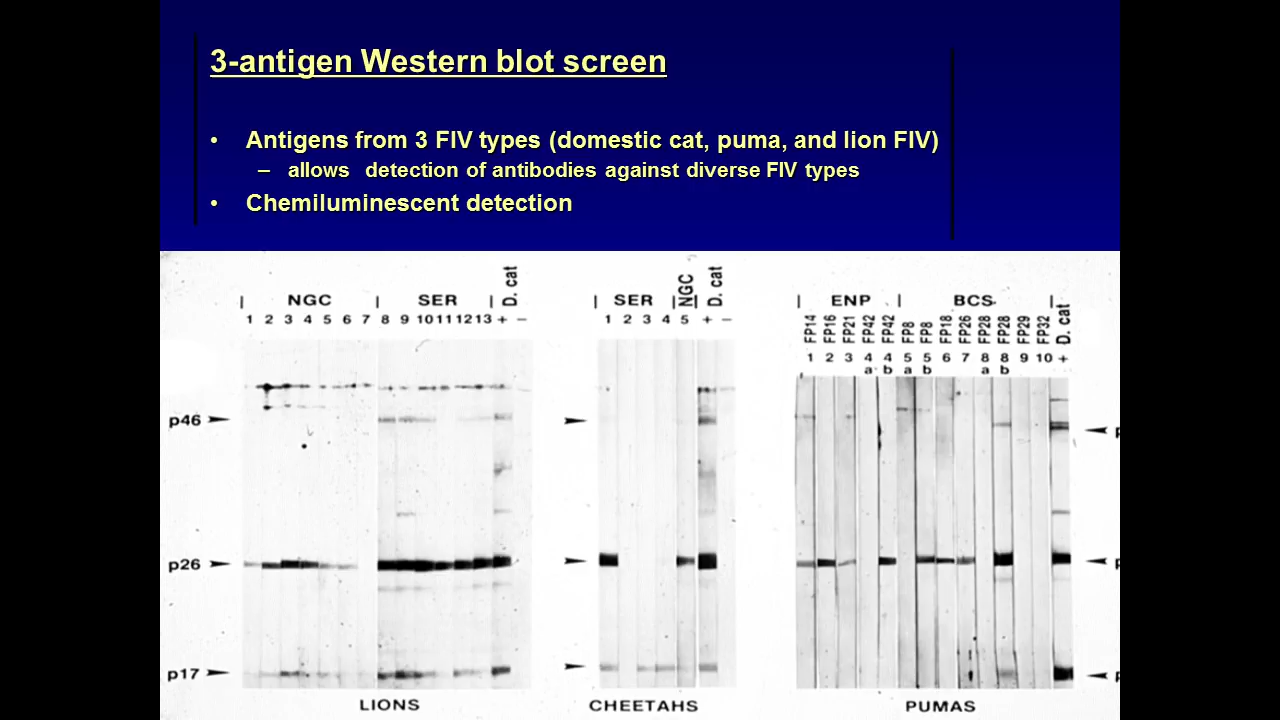 3-antigen Western blot screen
• Antigens from 3 FIV types (domestic cat, puma, and lion FIV)
– allows detection of antibodies against diverse FIV types
• Chemiluminescent detection
NGC SER D. cat
1 2 3 4 5 6 7 8 9 10 11 12 13 + –
p46
p26
p17
LIONS
SER NGC D. cat
1 2 3 4 5 + –
CHEETAHS
ENP BCS D. cat
FP14 FP16 FP21 FP42 FP42 FP8 FP8 FP18 FP26 FP28 FP28 FP29 FP32
1 2 3 4 4 5 5 6 7 8 8 9 10 +
a b a b a b
PUMAS